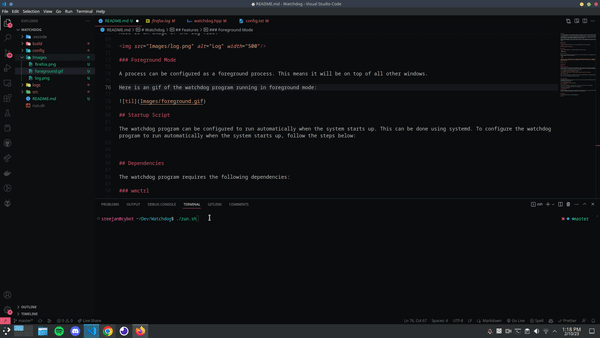 README.md - Watchdog - Visual Studio Code
File Edit Selection View Go Run Terminal Help
EXPLORER
README.md
firefox.log
watchdog.App
config.ini
README.md > # Watchdog > ## Features > ### Foreground Mode
WATCHDOG
.vscode
build
config
Images
firefox.png
foreground.gif
log.png
logs
src
README.md
run.sh
<img src="Images/log.png" alt="Log" width="500"/>
### Foreground Mode
A process can be configured as a foreground process. This means it will be on top of all other windows.
Here is an gif of the watchdog program running in foreground mode:
![til](Images/foreground.gif)
## Startup Script
The watchdog program can be configured to run automatically when the system starts up. This can be done using systemd. To configure the watchdog
program to run automatically when the system starts up, follow the steps below:
## Dependencies
The watchdog program requires the following dependencies:
### wmctrl
PROBLEMS OUTPUT DEBUG CONSOLE TERMINAL GITLENS COMMENTS
~/Dev/Watchdog$ ./run.sh
master
OUTLINE
TIMELINE
master* Live Share
Ln 76, Col 67 Spaces: 4 UTF-8 LF Markdown Go Live Spell Prettier
1:18 PM
2/19/23